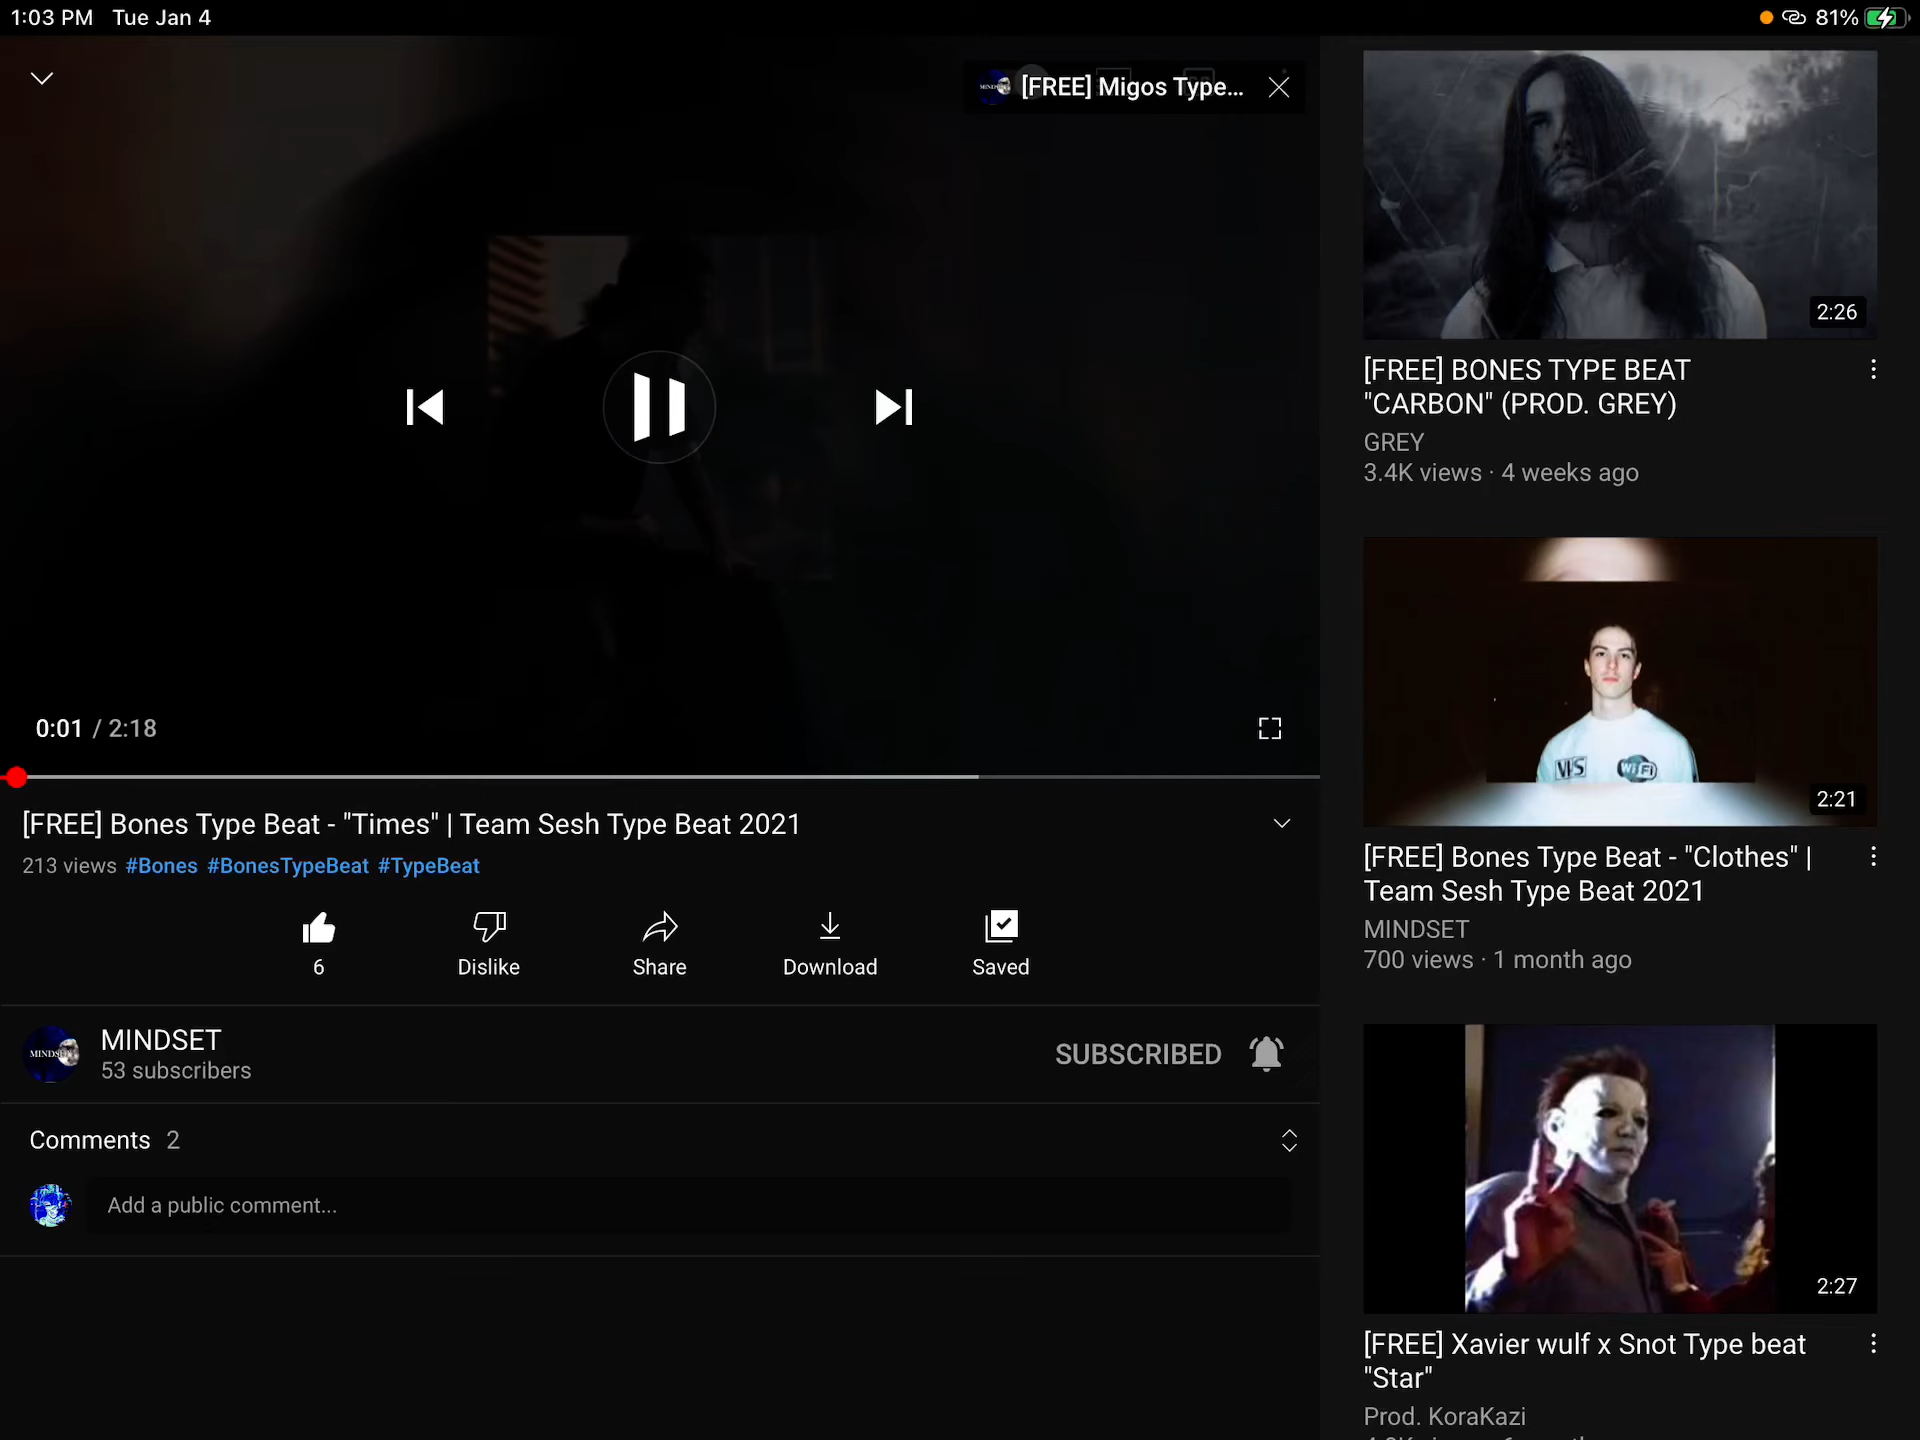 1:03 PM Tue Jan 4
81%
[FREE] Migos Type...
0:01 / 2:18
[FREE] Bones Type Beat - "Times" | Team Sesh Type Beat 2021
213 views #Bones #BonesTypeBeat #TypeBeat
6
Dislike
Share
Download
Saved
MINDSET
53 subscribers
SUBSCRIBED
Comments 2
Add a public comment...
2:26
[FREE] BONES TYPE BEAT
"CARBON" (PROD. GREY)
GREY
3.4K views · 4 weeks ago
VHS
WiFi
2:21
[FREE] Bones Type Beat - "Clothes" |
Team Sesh Type Beat 2021
MINDSET
700 views · 1 month ago
2:27
[FREE] Xavier wulf x Snot Type beat
"Star"
Prod. KoraKazi